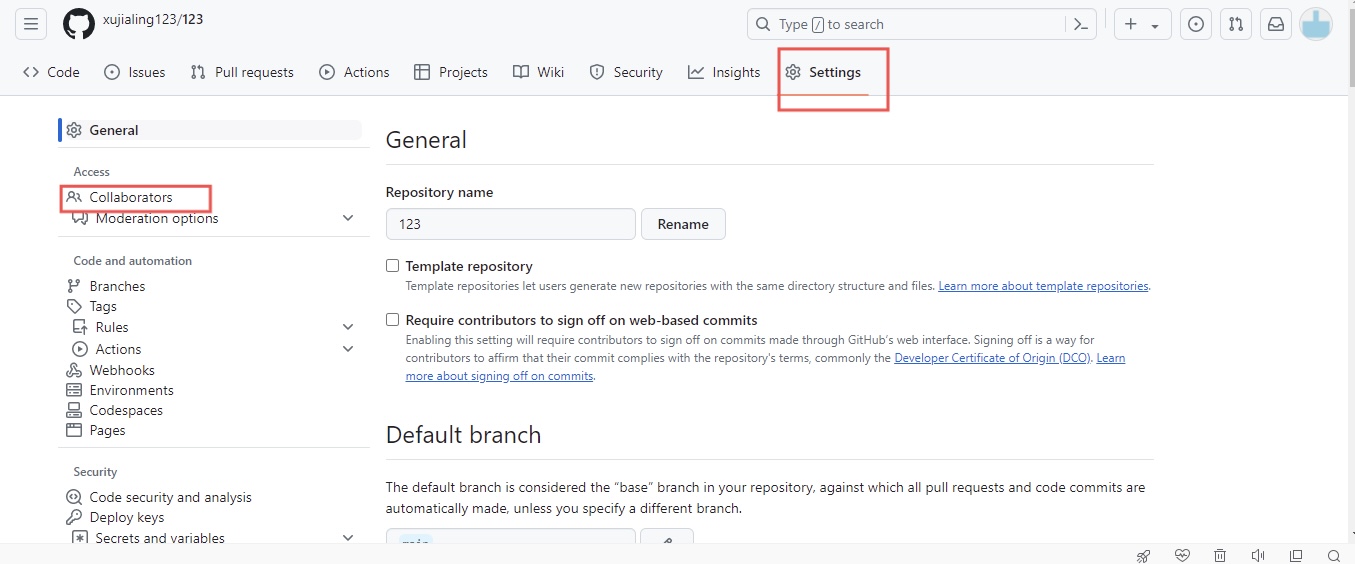 xujialing123/123
Type / to search
Code Issues Pull requests Actions Projects Wiki Security Insights Settings
General
Access
Collaborators
Moderation options
Code and automation
Branches
Tags
Rules
Actions
Webhooks
Environments
Codespaces
Pages
Security
Code security and analysis
Deploy keys
Secrets and variables
General
Repository name
123 Rename
Template repository
Template repositories let users generate new repositories with the same directory structure and files. Learn more about template repositories.
Require contributors to sign off on web-based commits
Enabling this setting will require contributors to sign off on commits made through GitHub’s web interface. Signing off is a way for
contributors to affirm that their commit complies with the repository’s terms, commonly the Developer Certificate of Origin (DCO). Learn
more about signing off on commits.
Default branch
The default branch is considered the “base” branch in your repository, against which all pull requests and code commits are
automatically made, unless you specify a different branch.
main